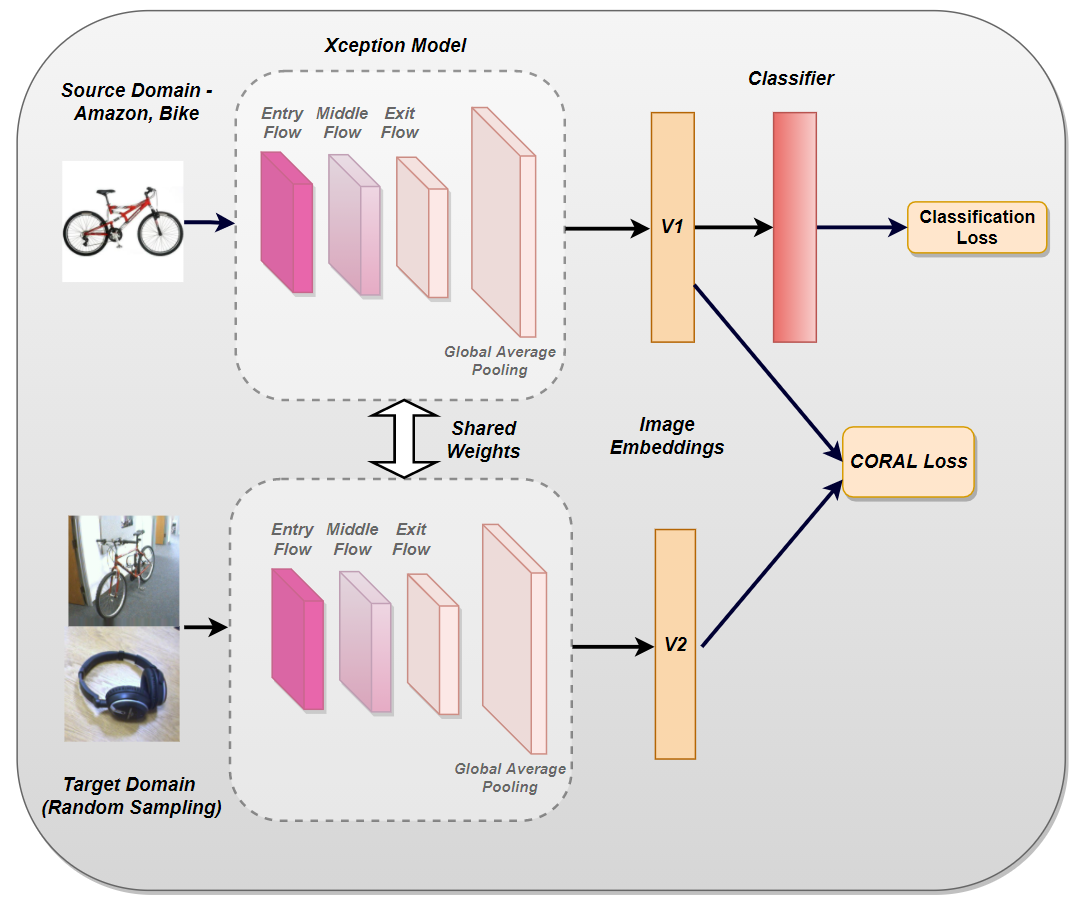 Xception Model
Source Domain -
Amazon, Bike
Classifier
Entry
Flow
Middle
Flow
Exit
Flow
V1
Classification
Loss
Global Average
Pooling
Shared
Weights
Image
Embeddings
CORAL Loss
Entry
Flow
Middle
Flow
Exit
Flow
V2
Global Average
Pooling
Target Domain
(Random Sampling)